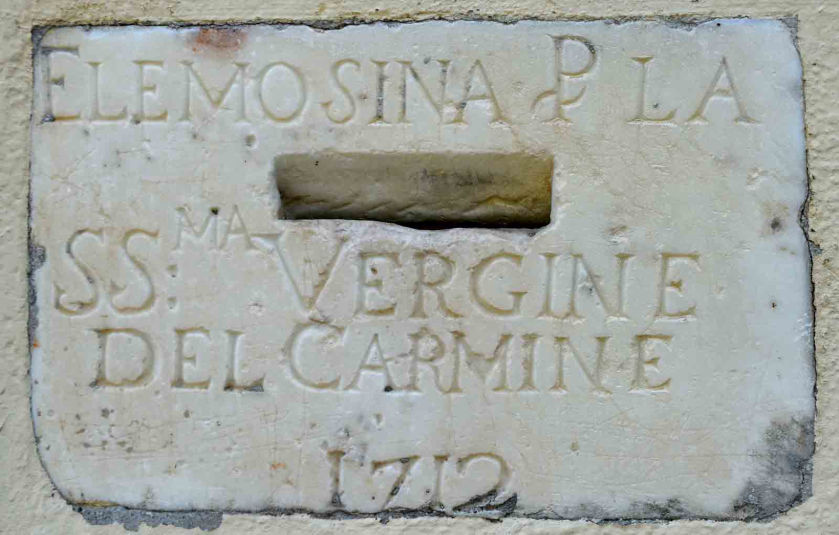 ELEMOSINA P LA
SS:MA VERGINE
DEL CARMINE
1712